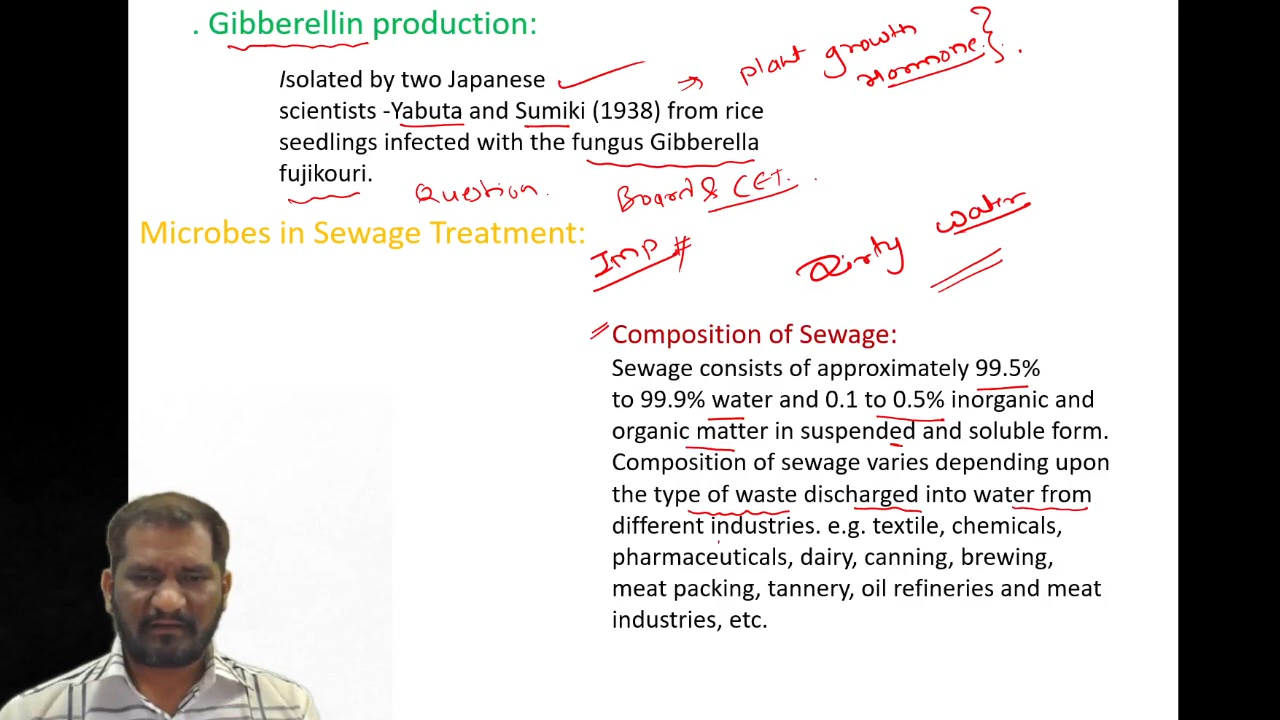 . Gibberellin production:
plant growth
Hormone }.
Isolated by two Japanese
scientists -Yabuta and Sumiki (1938) from rice
seedlings infected with the fungus Gibberella
fujikouri.
Question. Board & CET.
Microbes in Sewage Treatment:
Imp #
Dirty water
Composition of Sewage:
Sewage consists of approximately 99.5%
to 99.9% water and 0.1 to 0.5% inorganic and
organic matter in suspended and soluble form.
Composition of sewage varies depending upon
the type of waste discharged into water from
different industries. e.g. textile, chemicals,
pharmaceuticals, dairy, canning, brewing,
meat packing, tannery, oil refineries and meat
industries, etc.